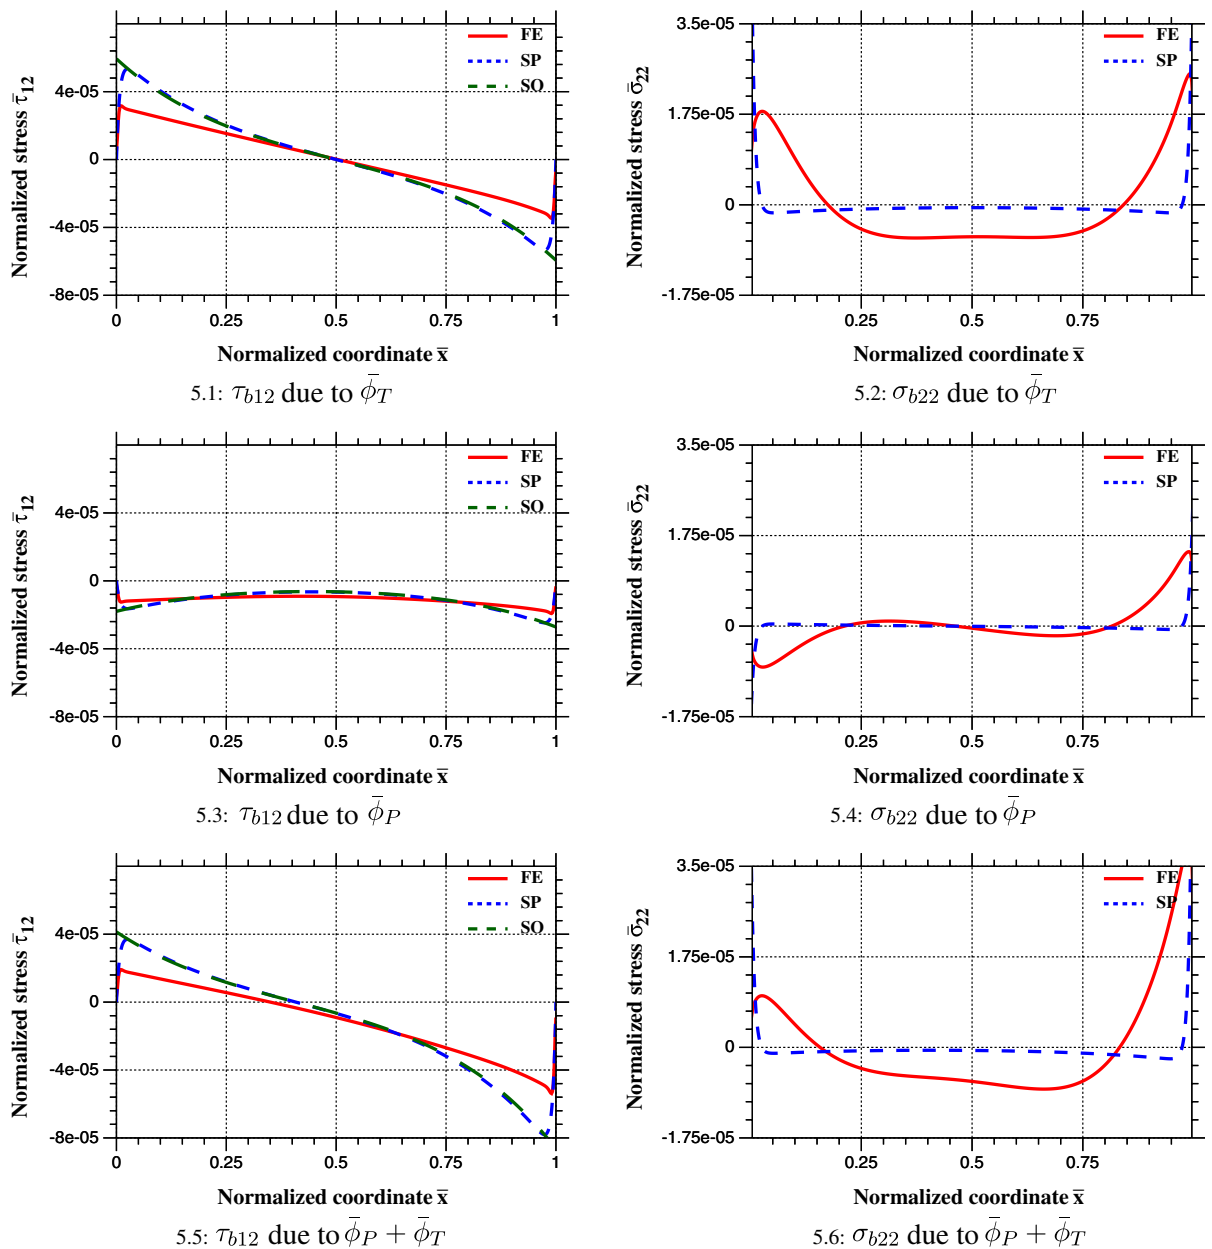 FE
SP
SO
4e-05
0
-4e-05
-8e-05
0
0.25
0.5
0.75
1
Normalized stress τ̄12
Normalized coordinate x̄
5.1: τb12 due to ϕ̄T
3.5e-05
FE
SP
1.75e-05
0
-1.75e-05
0.25
0.75
Normalized stress σ̄22
Normalized coordinate x̄
5.2: σb22 due to ϕ̄T
FE
SP
SO
4e-05
0
-4e-05
-8e-05
0
0.25
0.5
0.75
1
Normalized stress τ̄12
Normalized coordinate x̄
5.3: τb12 due to ϕ̄P
3.5e-05
FE
SP
1.75e-05
0
-1.75e-05
0.25
0.75
Normalized stress σ̄22
Normalized coordinate x̄
5.4: σb22 due to ϕ̄P
FE
SP
SO
4e-05
0
-4e-05
-8e-05
0
0.25
0.5
0.75
1
Normalized stress τ̄12
Normalized coordinate x̄
5.5: τb12 due to ϕ̄P + ϕ̄T
3.5e-05
FE
SP
1.75e-05
0
-1.75e-05
0.25
0.75
Normalized stress σ̄22
Normalized coordinate x̄
5.6: σb22 due to ϕ̄P + ϕ̄T